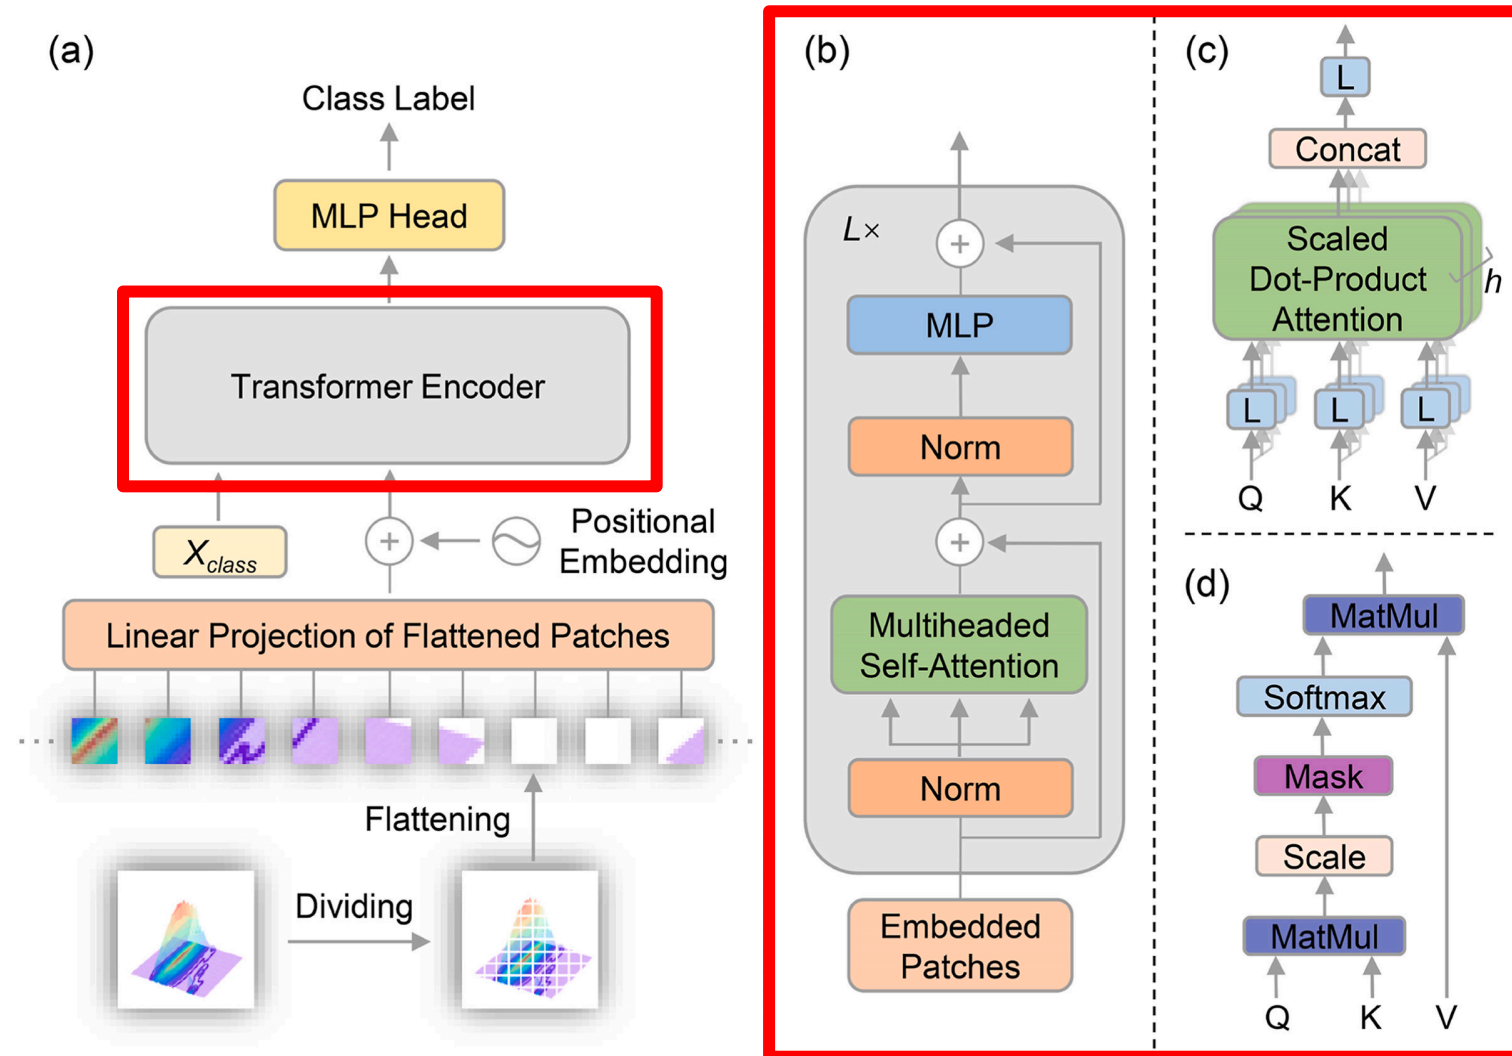 (a)
Class Label
MLP Head
Transformer Encoder
Xclass
+
Positional
Embedding
Linear Projection of Flattened Patches
...
...
Flattening
Dividing
(b)
L×
+
MLP
Norm
+
Multiheaded
Self-Attention
Norm
Embedded
Patches
(c)
L
Concat
Scaled
Dot-Product
Attention
h
L L L
Q K V
(d)
MatMul
Softmax
Mask
Scale
MatMul
Q K V